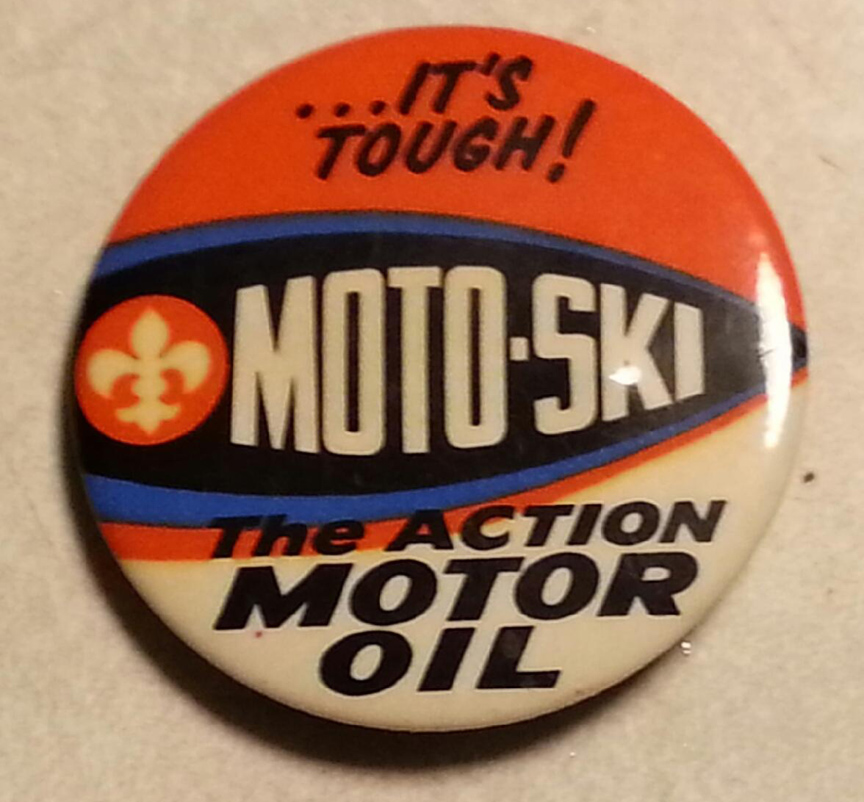 ...IT'S
TOUGH!
MOTO-SKI
The ACTION
MOTOR
OIL